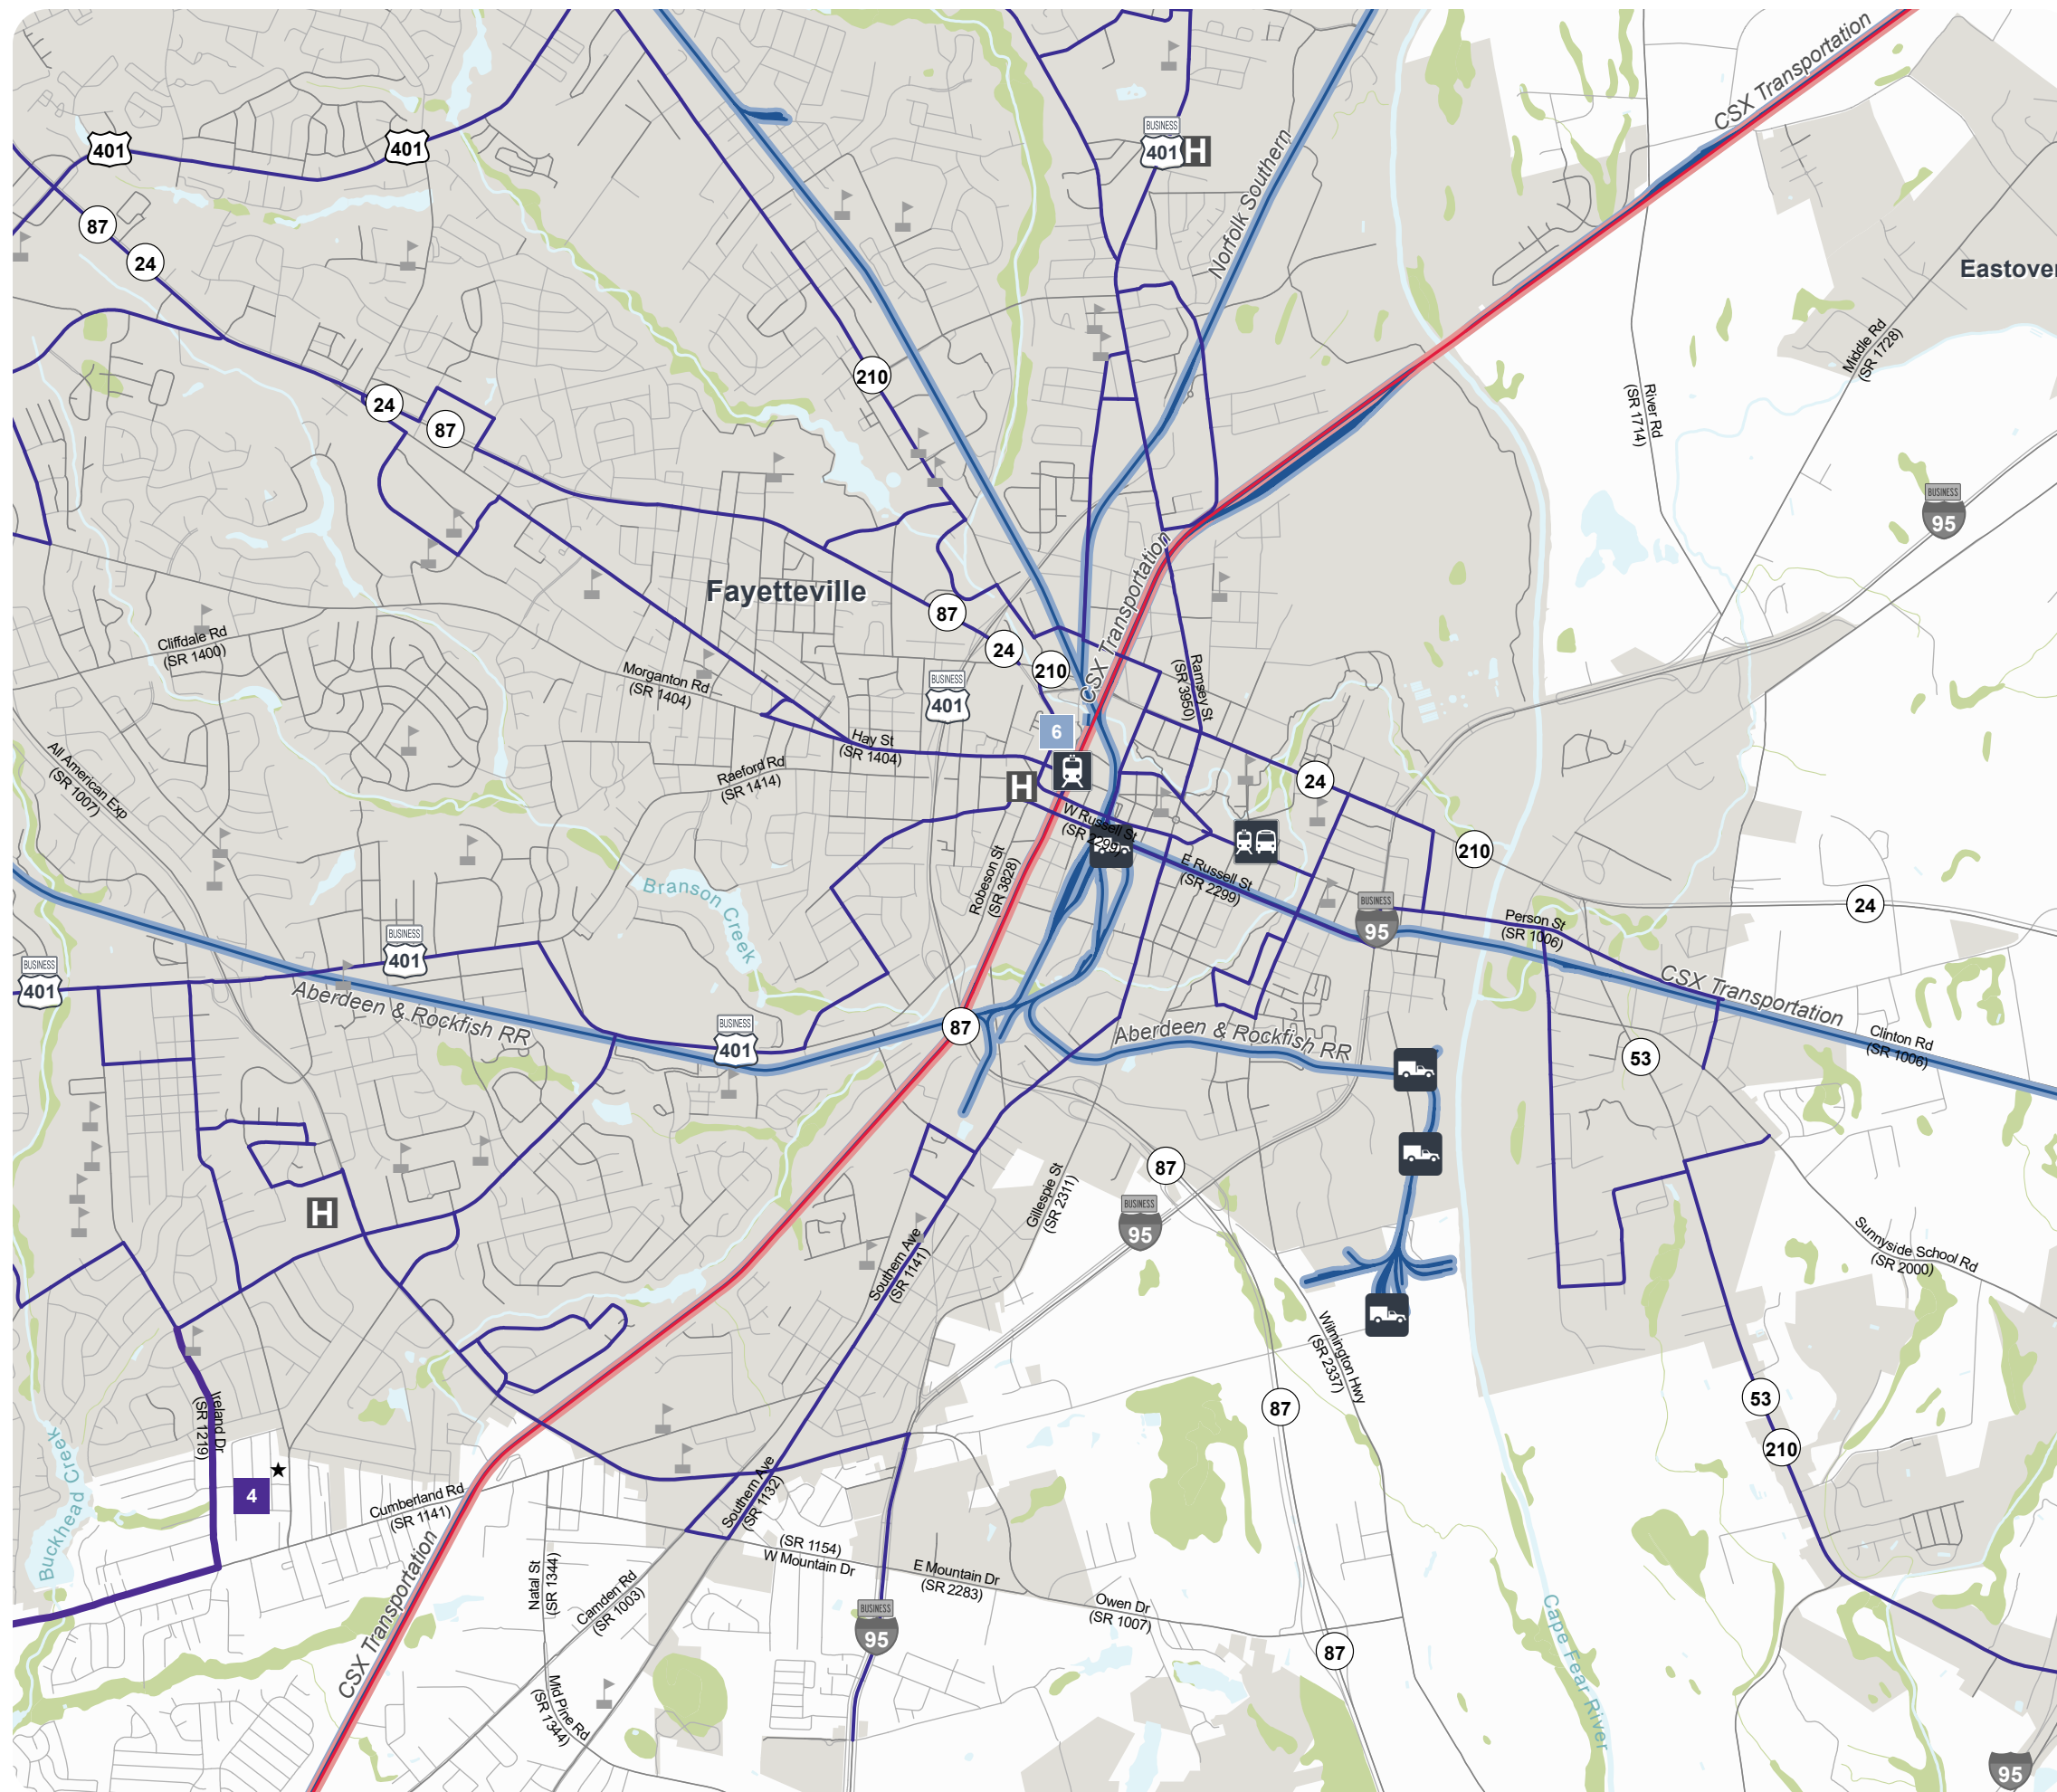 CSX Transportation
401
401
BUSINESS
401
H
Norfolk Southern
87
24
Eastover
Middle Rd
(SR 1728)
210
River Rd
(SR 1714)
24
87
BUSINESS
95
CSX Transportation
Fayetteville
87
Cliffdale Rd
(SR 1400)
24
210
Morganton Rd
(SR 1404)
BUSINESS
401
Ramsey St
(SR 3950)
6
Hay St
(SR 1404)
All American Exp
(SR 1007)
Raeford Rd
(SR 1414)
H
24
W Russell St
(SR 2299)
210
E Russell St
(SR 2299)
Robeson St
(SR 3828)
Branson Creek
BUSINESS
95
24
Person St
(SR 1006)
BUSINESS
401
BUSINESS
401
CSX Transportation
Aberdeen & Rockfish RR
87
BUSINESS
401
Aberdeen & Rockfish RR
Clinton Rd
(SR 1006)
53
87
Gillespie St
(SR 2311)
H
BUSINESS
95
Southern Ave
(SR 1141)
Sunnyside School Rd
(SR 2000)
Wilmington Hwy
(SR 2337)
Ireland Dr
(SR 1219)
53
87
210
Buckhead Creek
4
Cumberland Rd
(SR 1141)
Southern Ave
(SR 1132)
CSX Transportation
(SR 1154)
W Mountain Dr
E Mountain Dr
(SR 2283)
Natal St
(SR 1344)
Camden Rd
(SR 1003)
Owen Dr
(SR 1007)
BUSINESS
95
87
Cape Fear River
Mid Pine Rd
(SR 1344)
95